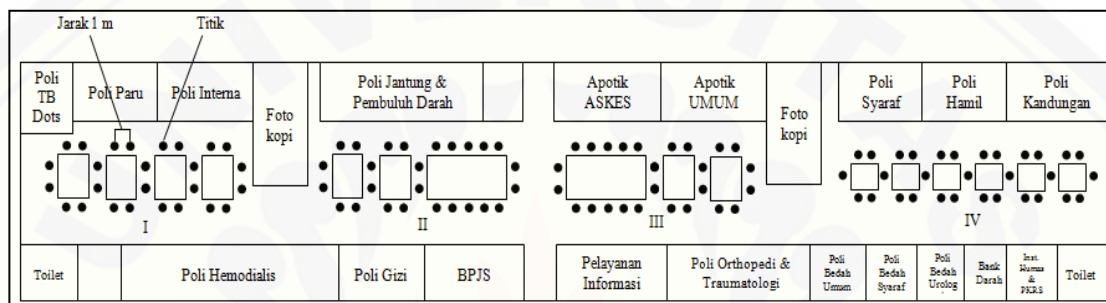 Jarak 1 m
Titik
Poli
TB
Dots
Poli Paru
Poli Interna
Foto
kopi
Poli Jantung &
Pembuluh Darah
Apotik
ASKES
Apotik
UMUM
Foto
kopi
Poli
Syaraf
Poli
Hamil
Poli
Kandungan
I
II
III
IV
Toilet
Poli Hemodialis
Poli Gizi
BPJS
Pelayanan
Informasi
Poli Orthopedi &
Traumatologi
Poli
Bedah
Umum
Poli
Bedah
Syaraf
Poli
Bedah
Urolog
Bank
Darah
Inst.
&
PKRS
Toilet